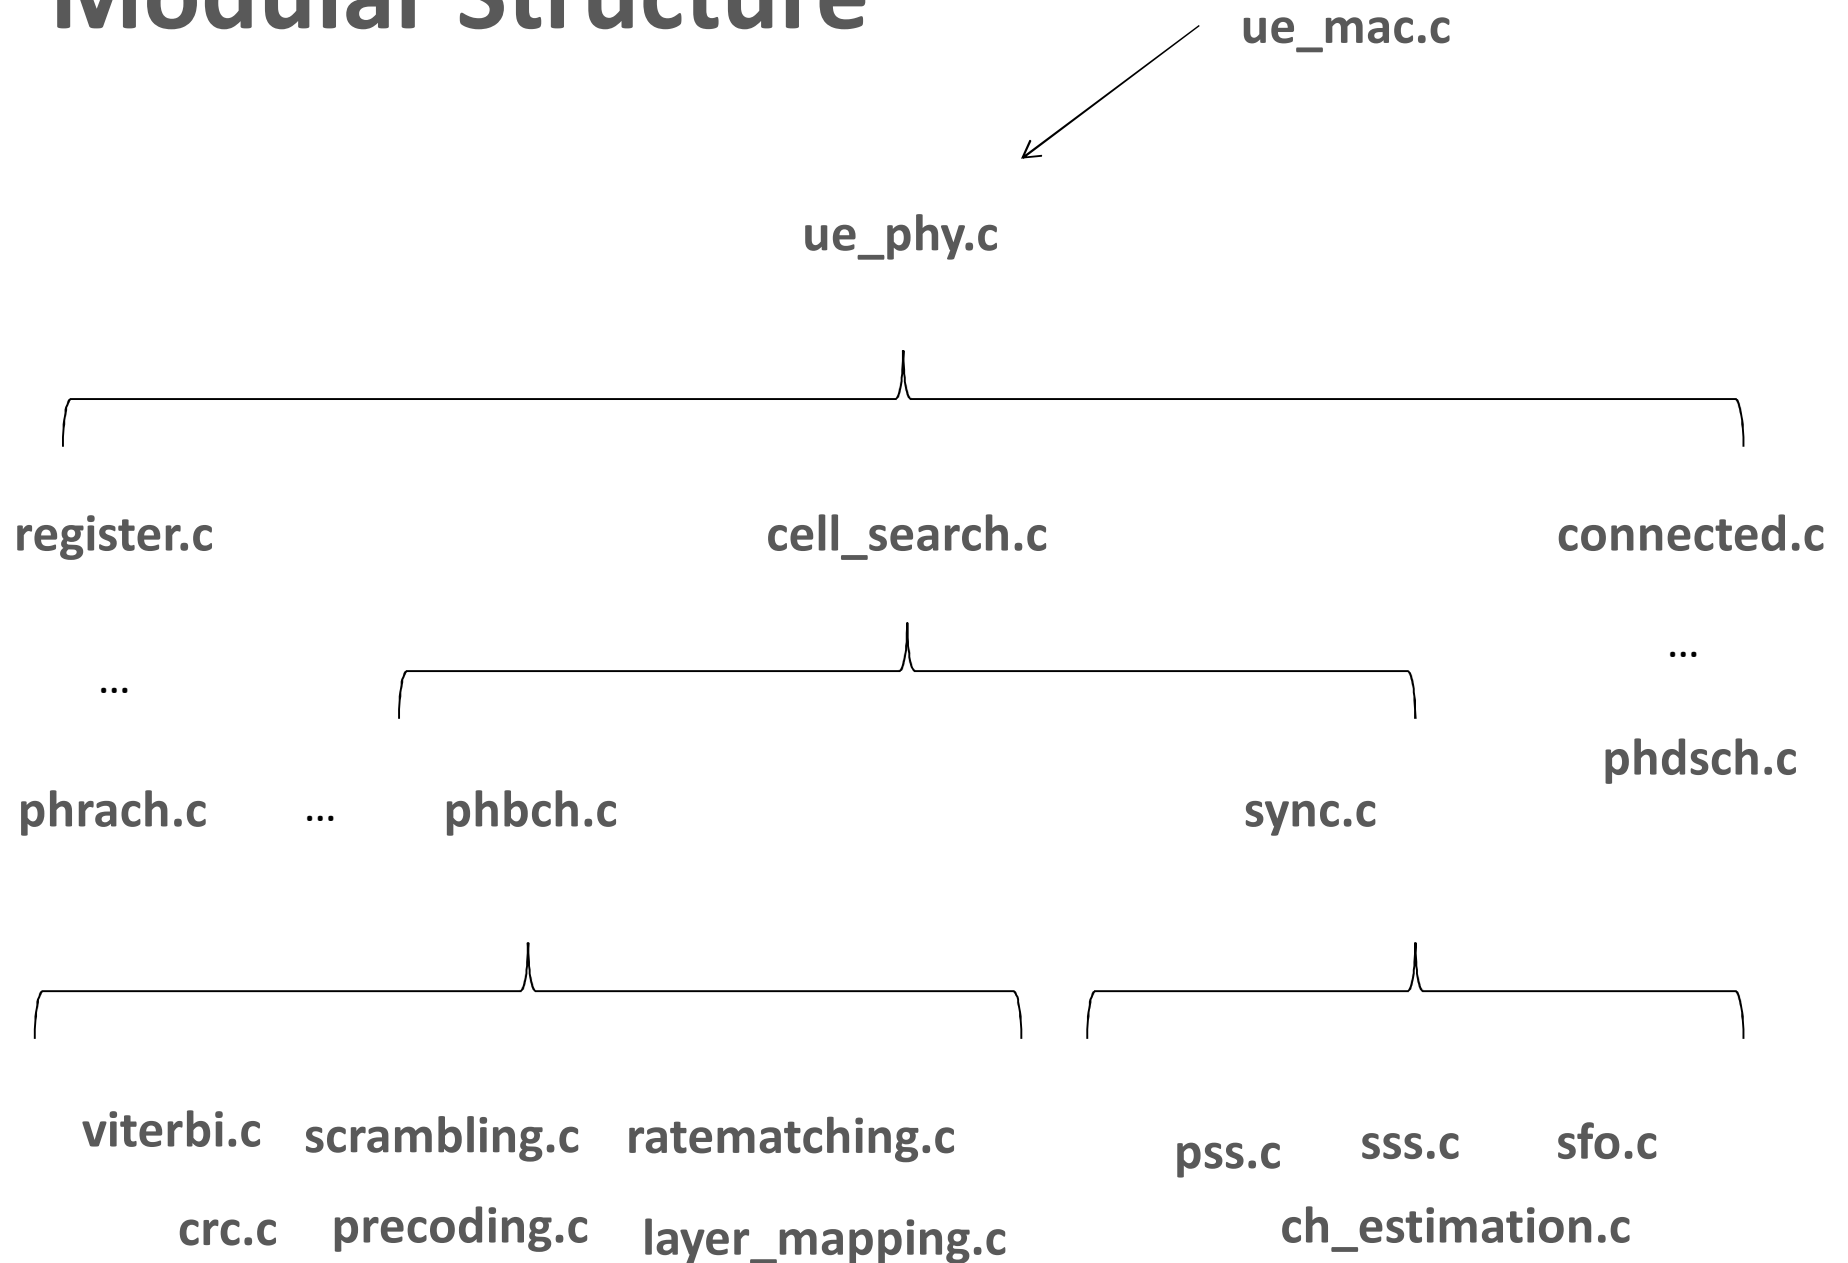 Modular Structure
ue_mac.c
ue_phy.c
register.c cell_search.c connected.c
...
...
phdsch.c
phrach.c ... phbch.c sync.c
viterbi.c scrambling.c ratematching.c pss.c sss.c sfo.c
crc.c precoding.c layer_mapping.c ch_estimation.c